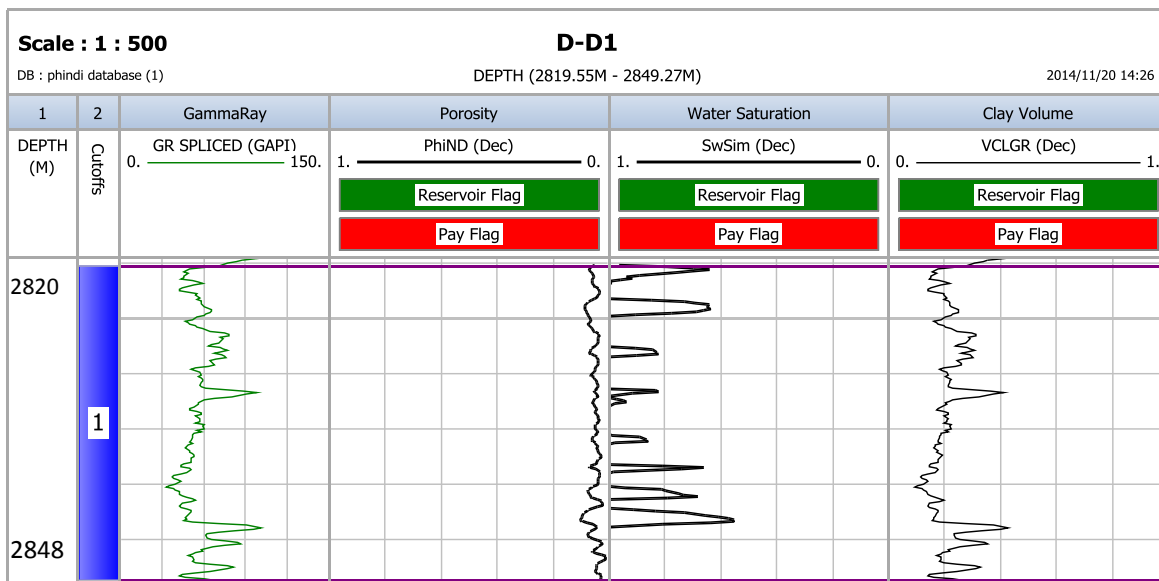 Scale : 1 : 500
D-D1
DB : phindi database (1)
DEPTH (2819.55M - 2849.27M)
2014/11/20 14:26
1
2
GammaRay
Porosity
Water Saturation
Clay Volume
DEPTH
(M)
Cutoffs
GR SPLICED (GAPI)
0.
150.
PhiND (Dec)
1.
0.
SwSim (Dec)
1.
0.
VCLGR (Dec)
0.
1.
Reservoir Flag
Reservoir Flag
Reservoir Flag
Pay Flag
Pay Flag
Pay Flag
2820
1
2848